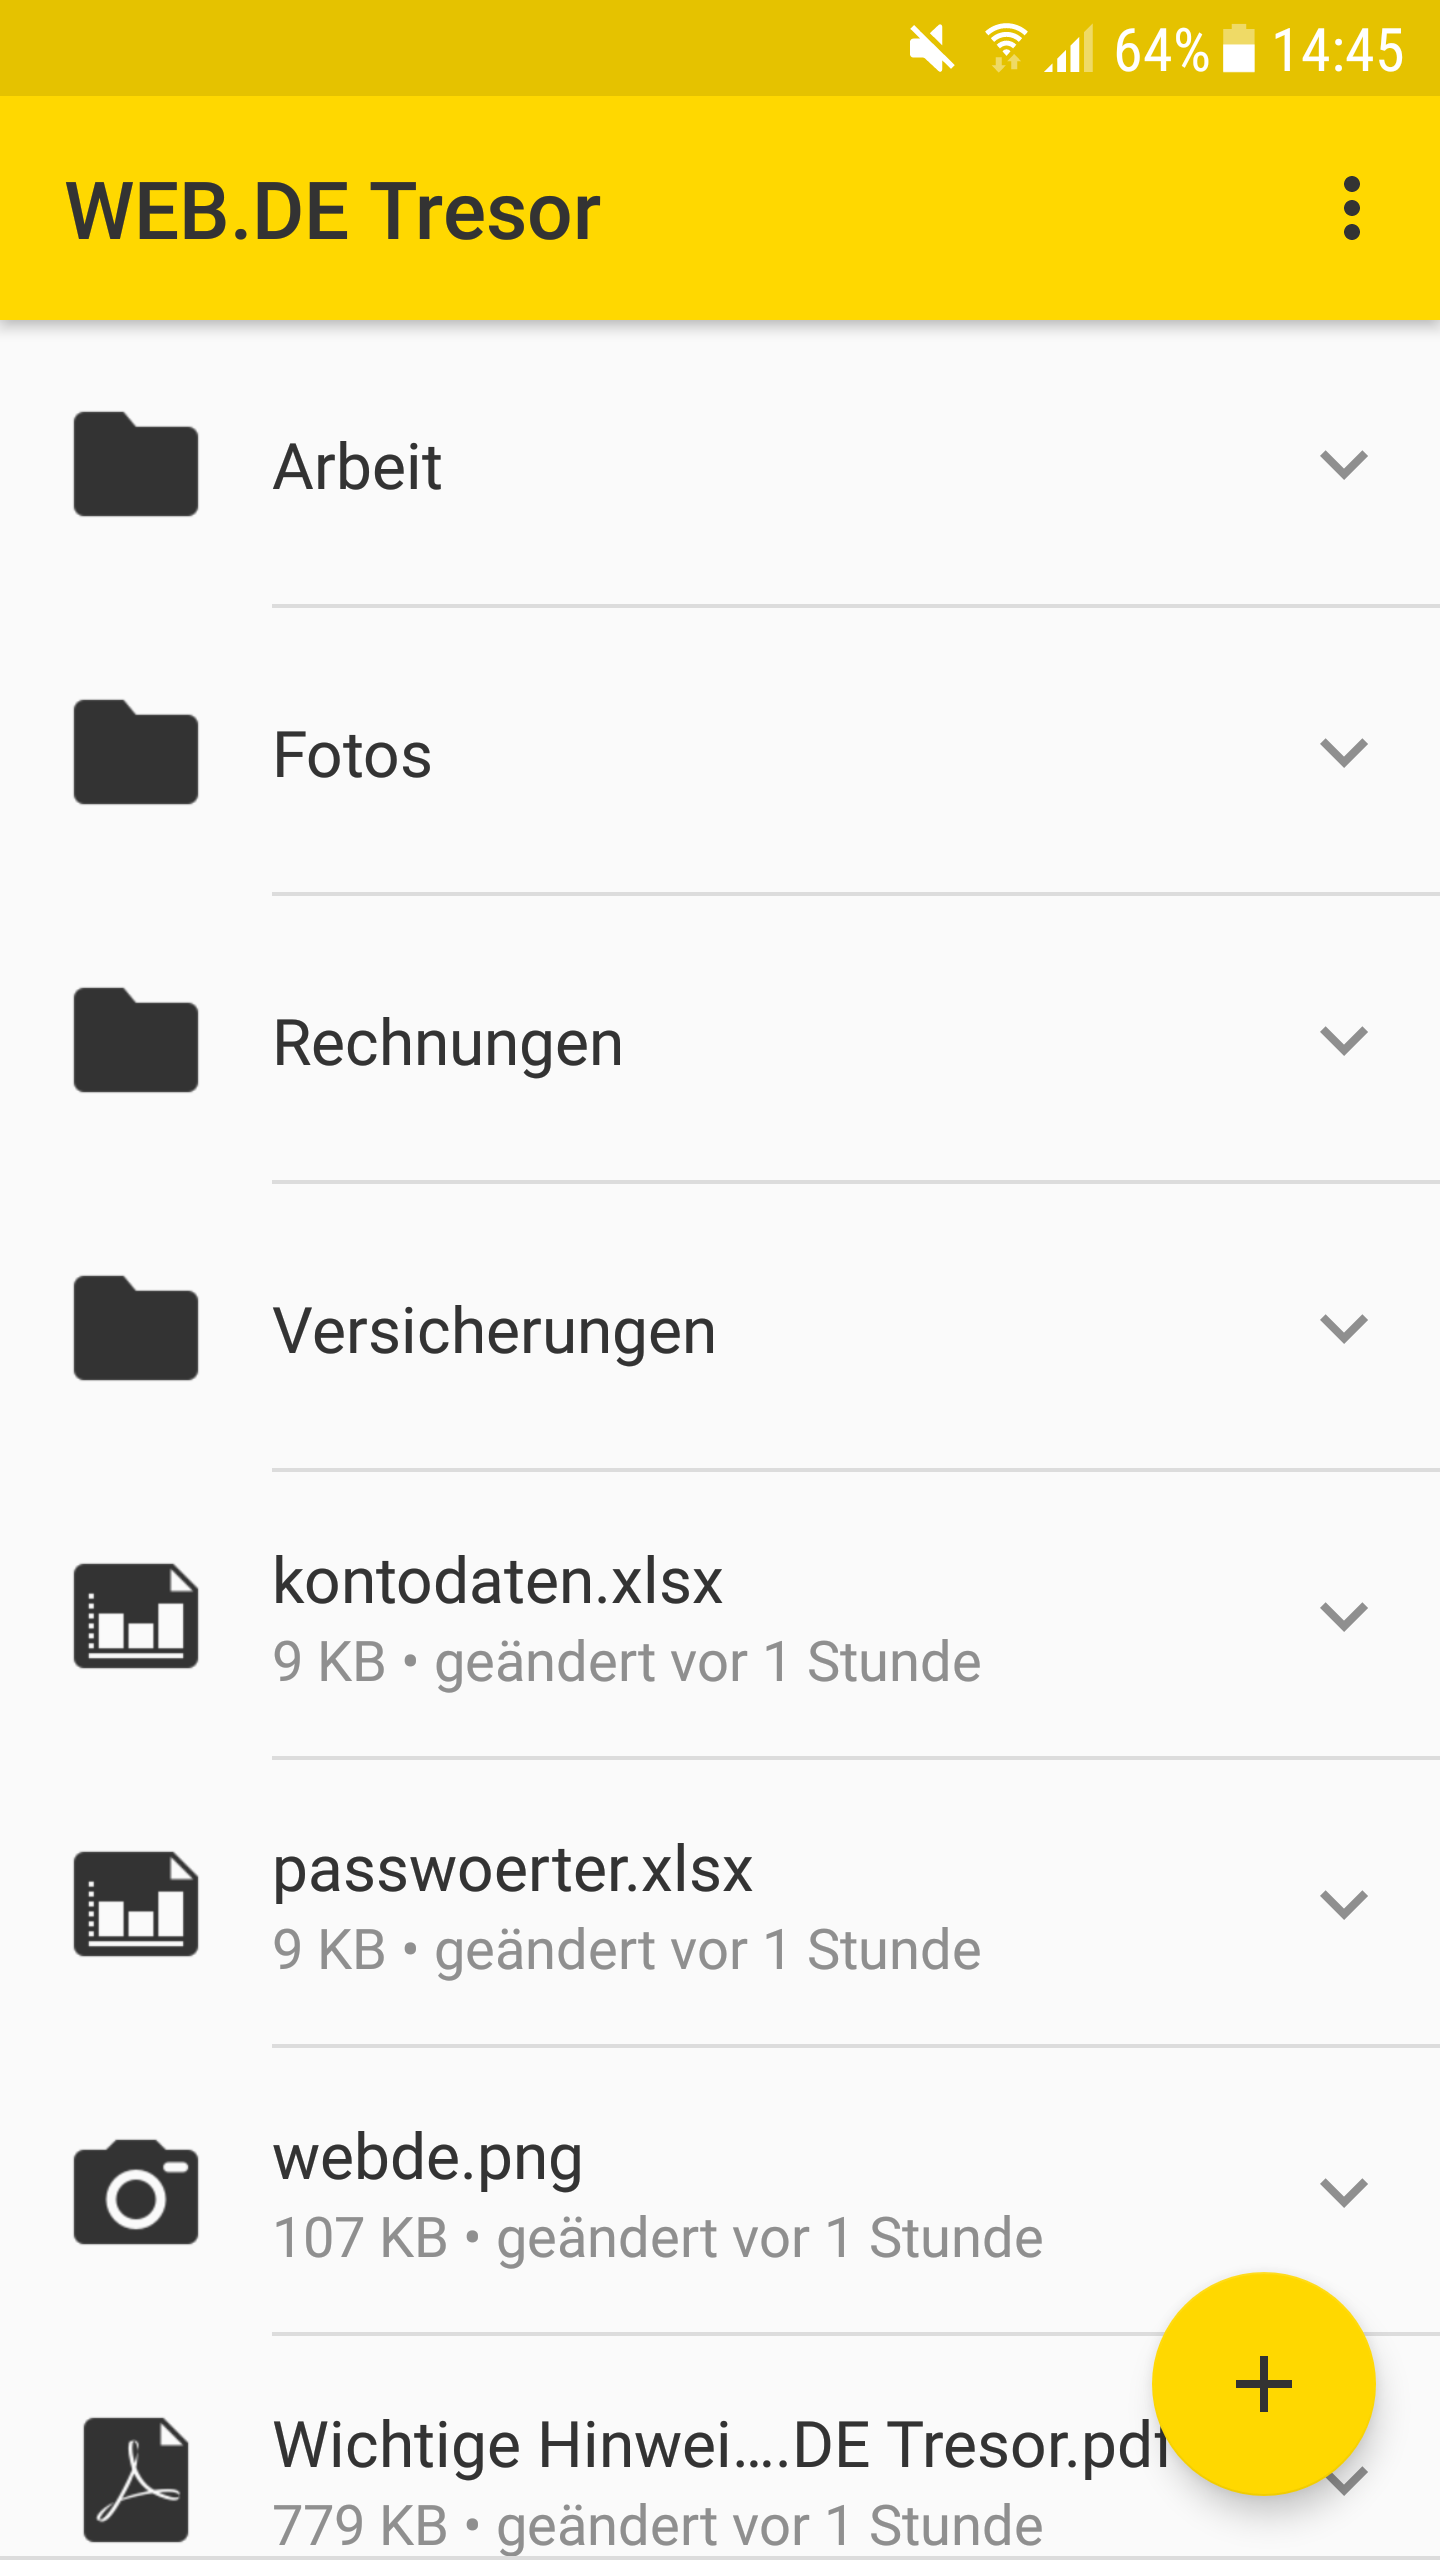 64% 14:45
WEB.DE Tresor
Arbeit
Fotos
Rechnungen
Versicherungen
kontodaten.xlsx
9 KB • geändert vor 1 Stunde
passwoerter.xlsx
9 KB • geändert vor 1 Stunde
webde.png
107 KB • geändert vor 1 Stunde
Wichtige Hinwei....DE Tresor.pdf
779 KB • geändert vor 1 Stunde